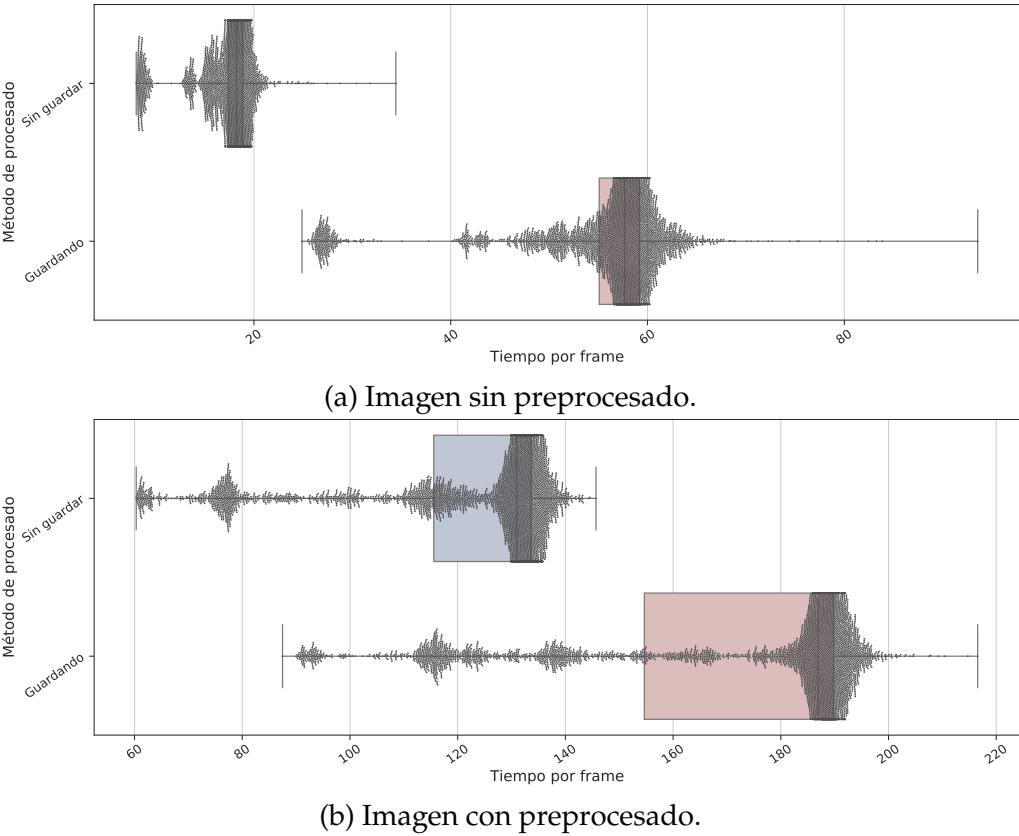 Método de procesado
Sin guardar
Guardando
20
40
60
80
Tiempo por frame
(a) Imagen sin preprocesado.
Método de procesado
Sin guardar
Guardando
60
80
100
120
140
160
180
200
220
Tiempo por frame
(b) Imagen con preprocesado.